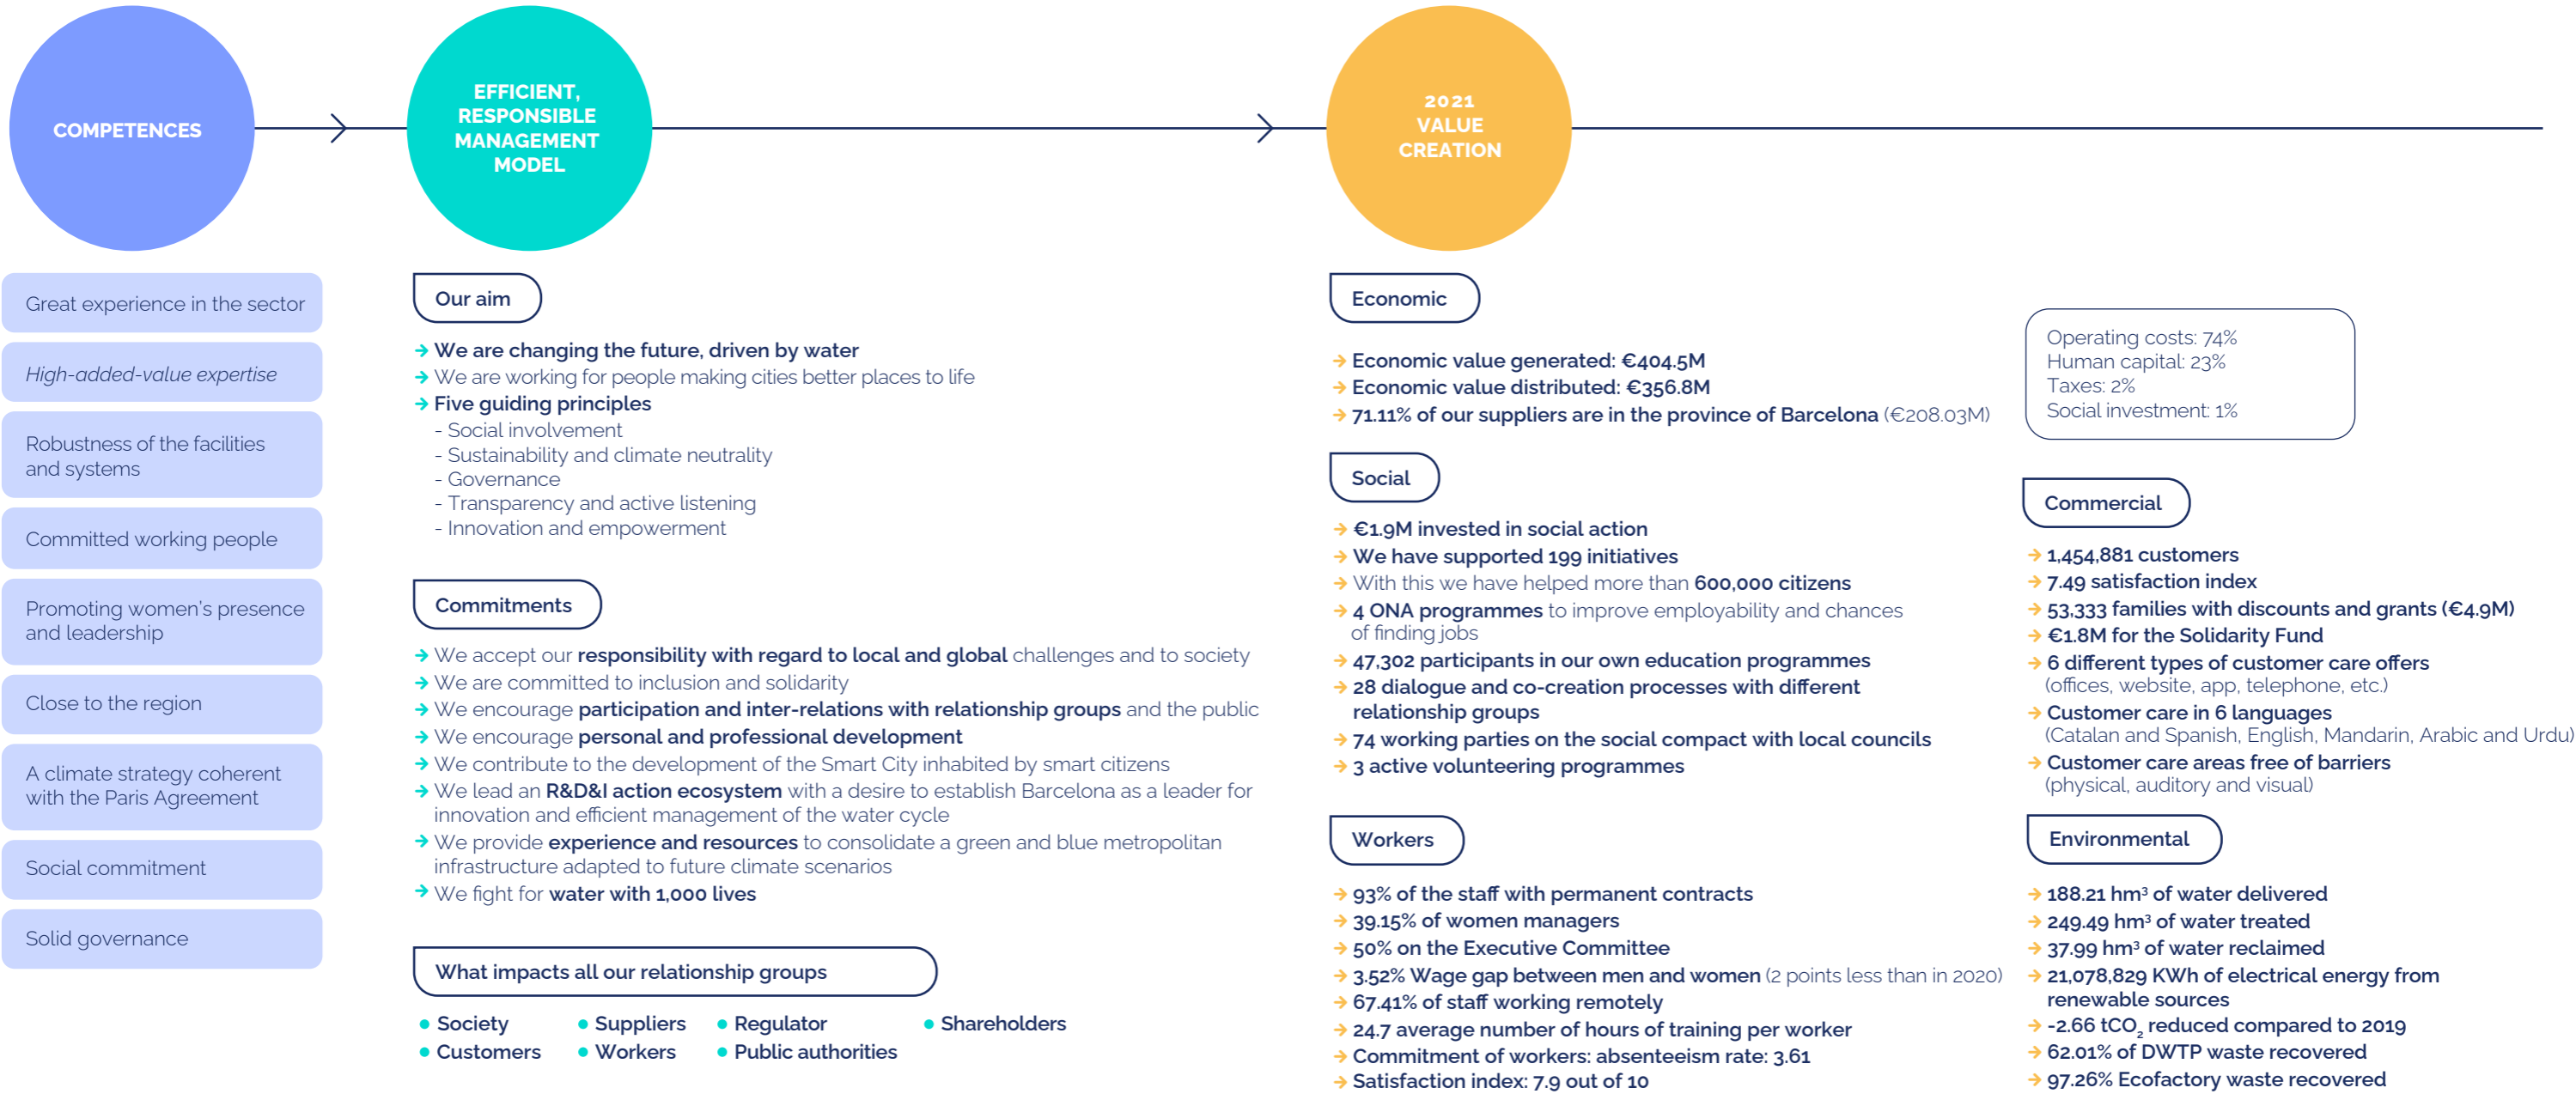 COMPETENCES
EFFICIENT,
RESPONSIBLE
MANAGEMENT
MODEL
2021
VALUE
CREATION
Great experience in the sector
High-added-value expertise
Robustness of the facilities
and systems
Committed working people
Promoting women's presence
and leadership
Close to the region
A climate strategy coherent
with the Paris Agreement
Social commitment
Solid governance
Our aim
We are changing the future, driven by water
We are working for people making cities better places to life
Five guiding principles
- Social involvement
- Sustainability and climate neutrality
- Governance
- Transparency and active listening
- Innovation and empowerment
Commitments
We accept our responsibility with regard to local and global challenges and to society
We are committed to inclusion and solidarity
We encourage participation and inter-relations with relationship groups and the public
We encourage personal and professional development
We contribute to the development of the Smart City inhabited by smart citizens
We lead an R&D&I action ecosystem with a desire to establish Barcelona as a leader for
innovation and efficient management of the water cycle
We provide experience and resources to consolidate a green and blue metropolitan
infrastructure adapted to future climate scenarios
We fight for water with 1,000 lives
What impacts all our relationship groups
Society
Customers
Suppliers
Workers
Regulator
Public authorities
Shareholders
Economic
Economic value generated: €404.5M
Economic value distributed: €356.8M
71.11% of our suppliers are in the province of Barcelona (€208.03M)
Operating costs: 74%
Human capital: 23%
Taxes: 2%
Social investment: 1%
Social
€1.9M invested in social action
We have supported 199 initiatives
With this we have helped more than 600,000 citizens
4 ONA programmes to improve employability and chances
of finding jobs
47,302 participants in our own education programmes
28 dialogue and co-creation processes with different
relationship groups
74 working parties on the social compact with local councils
3 active volunteering programmes
Workers
93% of the staff with permanent contracts
39.15% of women managers
50% on the Executive Committee
3.52% Wage gap between men and women (2 points less than in 2020)
67.41% of staff working remotely
24.7 average number of hours of training per worker
Commitment of workers: absenteeism rate: 3.61
Satisfaction index: 7.9 out of 10
Commercial
1,454,881 customers
7.49 satisfaction index
53,333 families with discounts and grants (€4.9M)
€1.8M for the Solidarity Fund
6 different types of customer care offers
(offices, website, app, telephone, etc.)
Customer care in 6 languages
(Catalan and Spanish, English, Mandarin, Arabic and Urdu)
Customer care areas free of barriers
(physical, auditory and visual)
Environmental
188.21 hm³ of water delivered
249.49 hm³ of water treated
37.99 hm³ of water reclaimed
21,078,829 KWh of electrical energy from
renewable sources
-2.66 tCO₂ reduced compared to 2019
62.01% of DWTP waste recovered
97.26% Ecofactory waste recovered